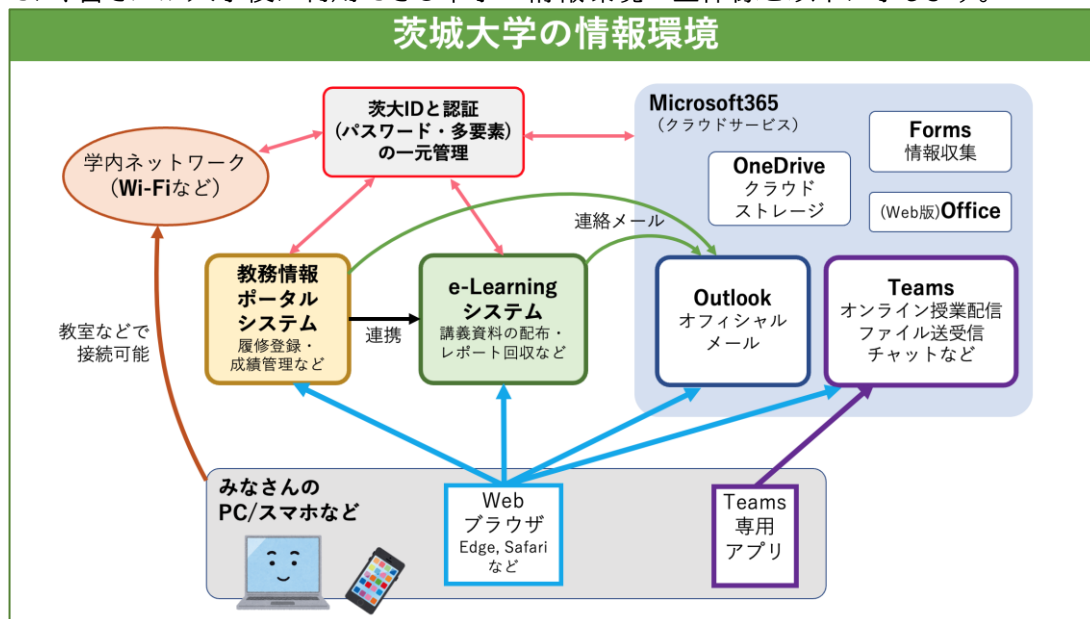 茨城大学の情報環境
茨大IDと認証
(パスワード・多要素)
の一元管理
Microsoft365
(クラウドサービス)
Forms
情報収集
OneDrive
クラウド
ストレージ
(Web版)Office
学内ネットワーク
(Wi-Fiなど)
連絡メール
教務情報
ポータル
システム
履修登録・
成績管理など
連携
e-Learning
システム
講義資料の配布・
レポート回収など
Outlook
オフィシャル
メール
Teams
オンライン授業配信
ファイル送受信
チャットなど
教室などで
接続可能
みなさんの
PC/スマホなど
Web
ブラウザ
Edge, Safari
など
Teams
専用
アプリ